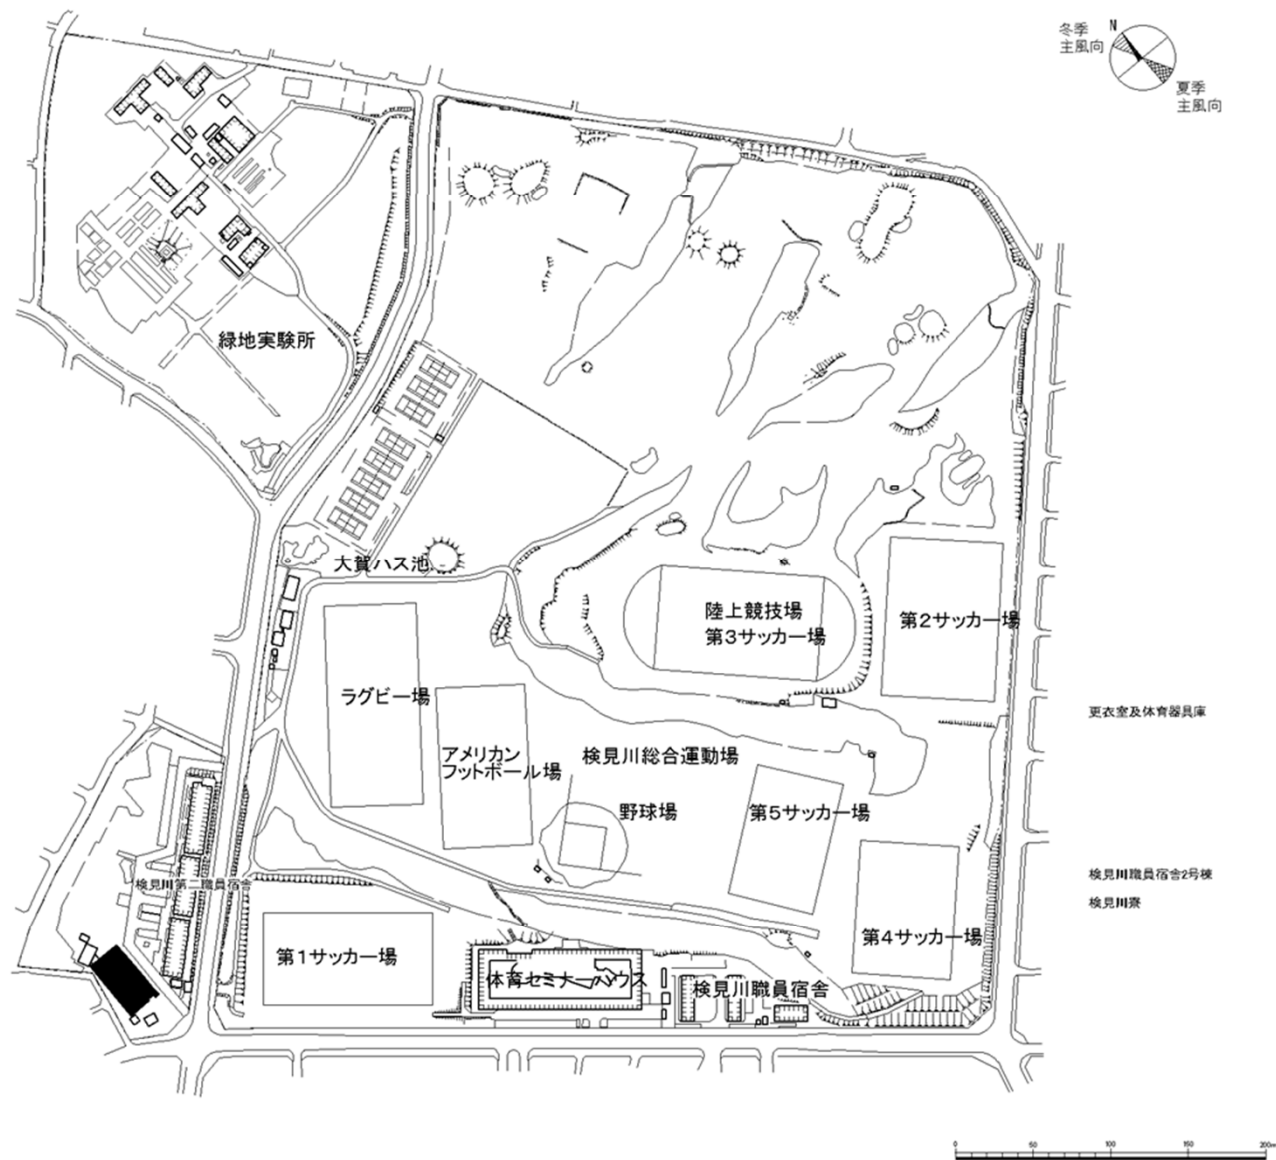 冬季
主風向
N
夏季
主風向
緑地実験所
大賀ハス池
陸上競技場
第3サッカー場
第2サッカー場
ラグビー場
更衣室及体育器具庫
アメリカン
フットボール場
検見川総合運動場
野球場
第5サッカー場
検見川第二職員宿舎
検見川職員宿舎2号棟
検見川寮
第4サッカー場
第1サッカー場
体育セミナーハウス
検見川職員宿舎
0 50 100 150 200m